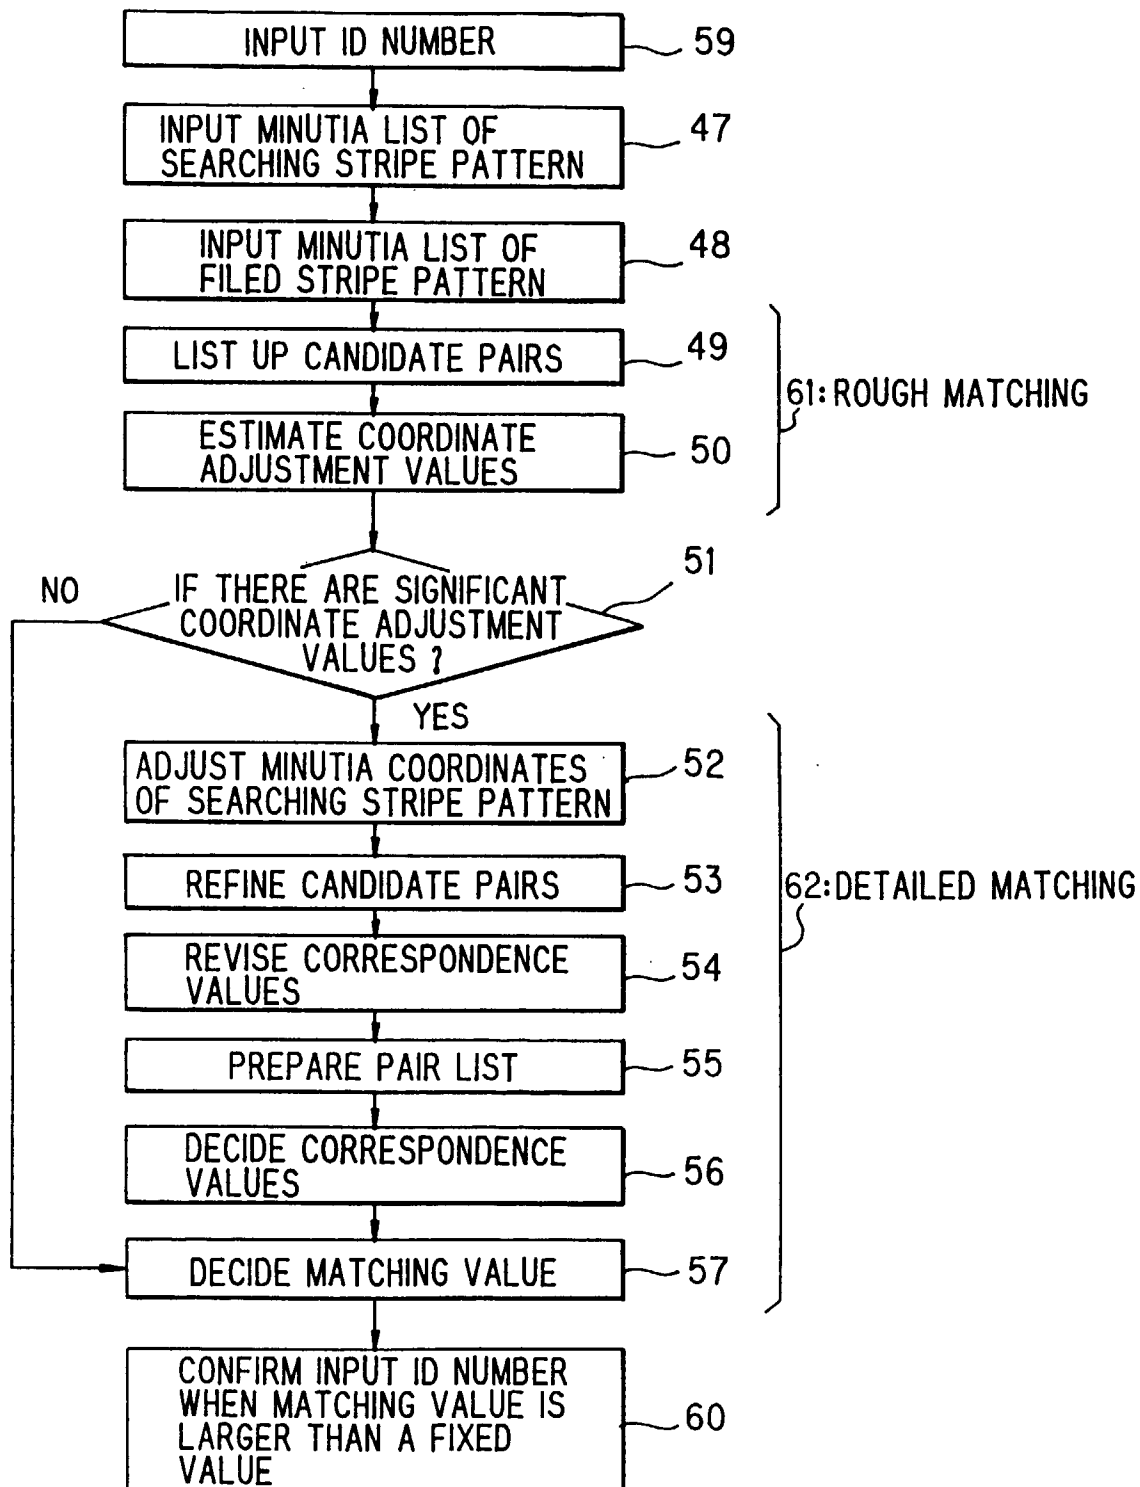 INPUT ID NUMBER
59
INPUT MINUTIA LIST OF
SEARCHING STRIPE PATTERN
47
INPUT MINUTIA LIST OF
FILED STRIPE PATTERN
48
LIST UP CANDIDATE PAIRS
49
ESTIMATE COORDINATE
ADJUSTMENT VALUES
50
61: ROUGH MATCHING
IF THERE ARE SIGNIFICANT
COORDINATE ADJUSTMENT
VALUES ?
51
NO
YES
ADJUST MINUTIA COORDINATES
OF SEARCHING STRIPE PATTERN
52
REFINE CANDIDATE PAIRS
53
62: DETAILED MATCHING
REVISE CORRESPONDENCE
VALUES
54
PREPARE PAIR LIST
55
DECIDE CORRESPONDENCE
VALUES
56
DECIDE MATCHING VALUE
57
CONFIRM INPUT ID NUMBER
WHEN MATCHING VALUE IS
LARGER THAN A FIXED
VALUE
60